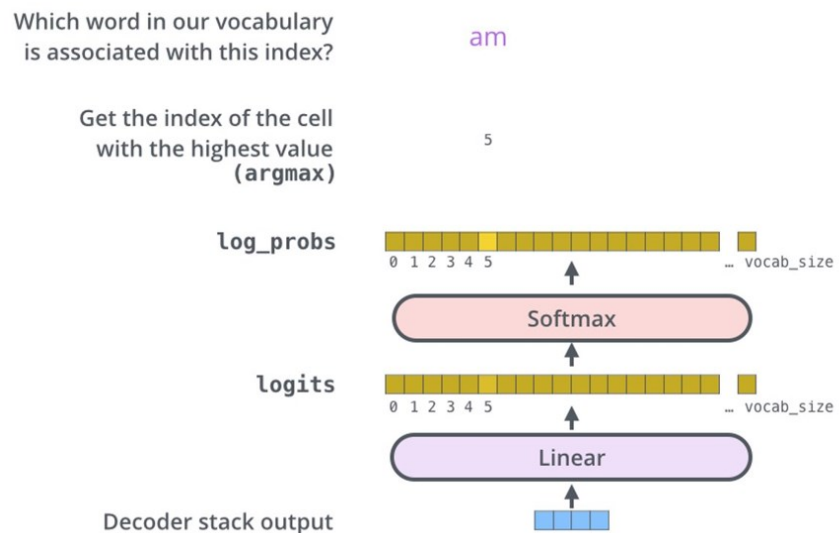 Which word in our vocabulary
is associated with this index?
am
Get the index of the cell
with the highest value
(argmax)
5
log_probs
0 1 2 3 4 5 … vocab_size
Softmax
logits
0 1 2 3 4 5 … vocab_size
Linear
Decoder stack output